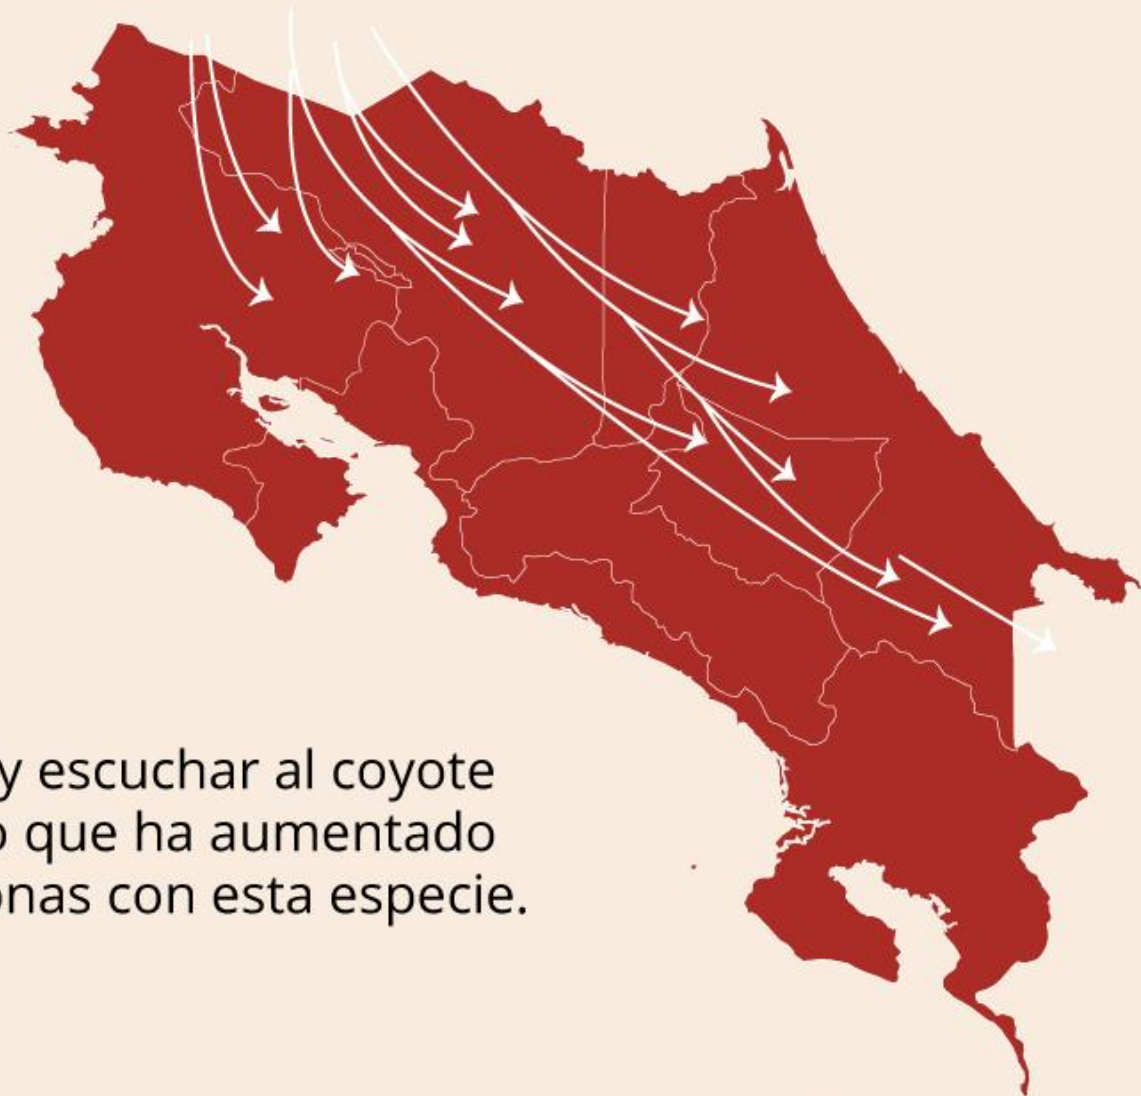 y escuchar al coyote
que ha aumentado
con esta especie.